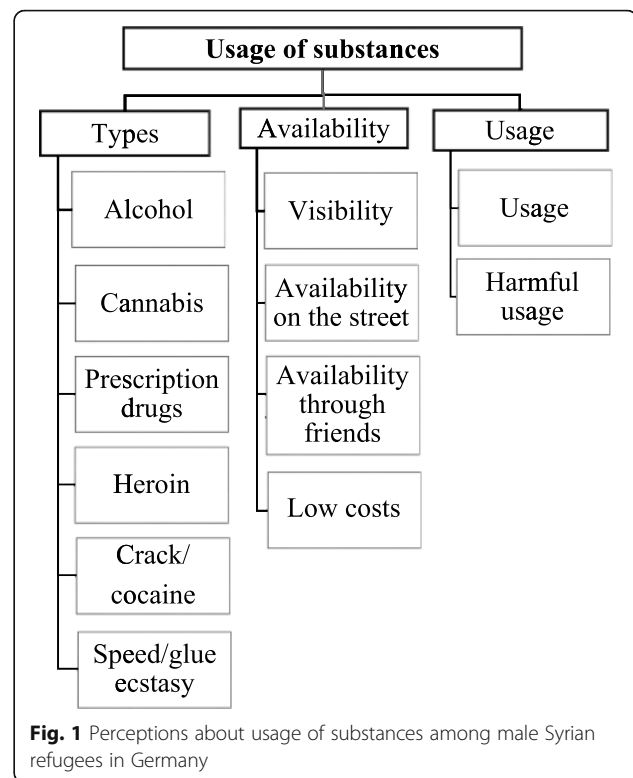 Usage of substances
Types
Alcohol
Cannabis
Prescription
drugs
Heroin
Crack/
cocaine
Speed/glue
ecstasy
Availability
Visibility
Availability
on the street
Availability
through
friends
Low costs
Usage
Usage
Harmful
usage
Fig. 1 Perceptions about usage of substances among male Syrian
refugees in Germany